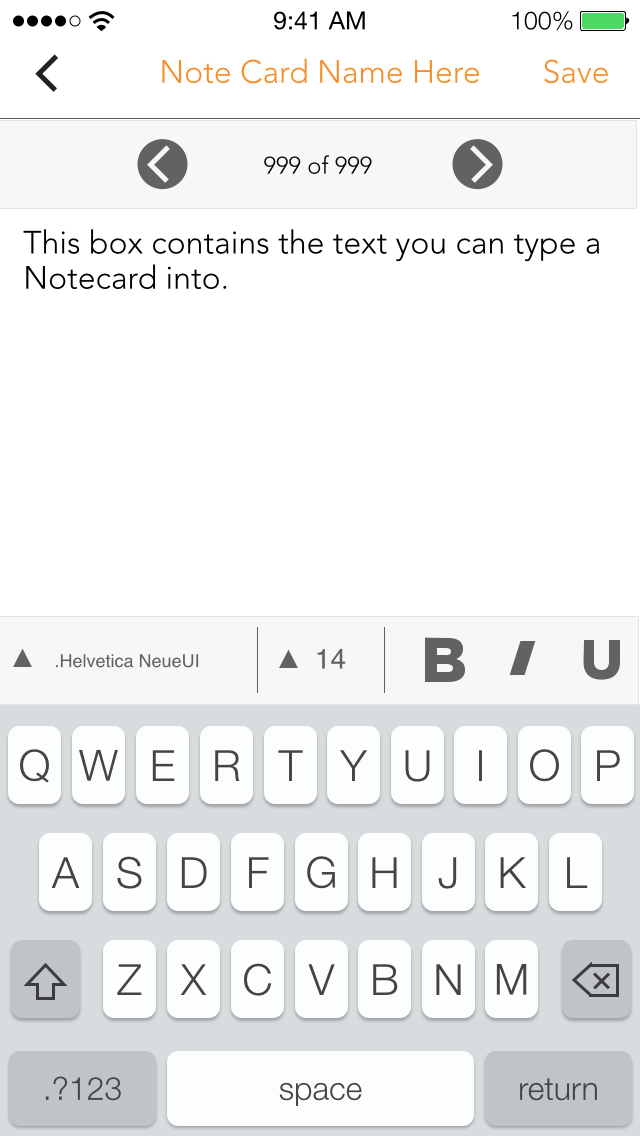 9:41 AM 100%
Note Card Name Here Save
999 of 999
This box contains the text you can type a
Notecard into.
.Helvetica NeueUI 14 B I U
Q W E R T Y U I O P
A S D F G H J K L
Z X C V B N M
.?123 space return